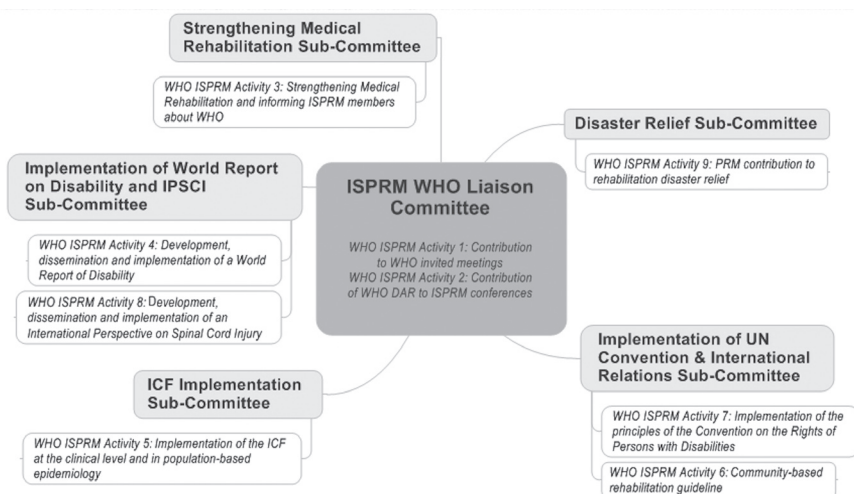 Strengthening Medical
Rehabilitation Sub-Committee
WHO ISPRM Activity 3: Strengthening Medical
Rehabilitation and informing ISPRM members
about WHO
Disaster Relief Sub-Committee
WHO ISPRM Activity 9: PRM contribution to
rehabilitation disaster relief
Implementation of World Report
on Disability and IPSCI
Sub-Committee
WHO ISPRM Activity 4: Development,
dissemination and implementation of a World
Report of Disability
WHO ISPRM Activity 8: Development,
dissemination and implementation of an
International Perspective on Spinal Cord Injury
ISPRM WHO Liaison
Committee
WHO ISPRM Activity 1: Contribution
to WHO invited meetings
WHO ISPRM Activity 2: Contribution
of WHO DAR to ISPRM conferences
ICF Implementation
Sub-Committee
WHO ISPRM Activity 5: Implementation of the ICF
at the clinical level and in population-based
epidemiology
Implementation of UN
Convention & International
Relations Sub-Committee
WHO ISPRM Activity 7: Implementation of the
principles of the Convention on the Rights of
Persons with Disabilities
WHO ISPRM Activity 6: Community-based
rehabilitation guideline